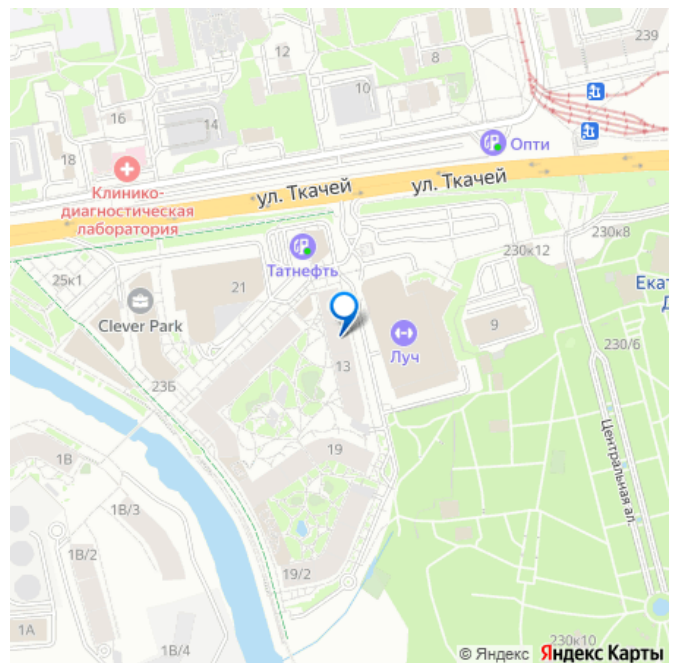 239
12
8
10
16
14
18
Опти
Клинико-
диагностическая
лаборатория
ул. Ткачей
ул. Ткачей
230к12
230к8
Татнефть
25к1
21
Екат
Д
Clever Park
9
Луч
230/6
13
23Б
Центральная ал.
19
1В
1В/3
1В/2
19/2
1А
1В/4
230к10
© Яндекс Яндекс Карты